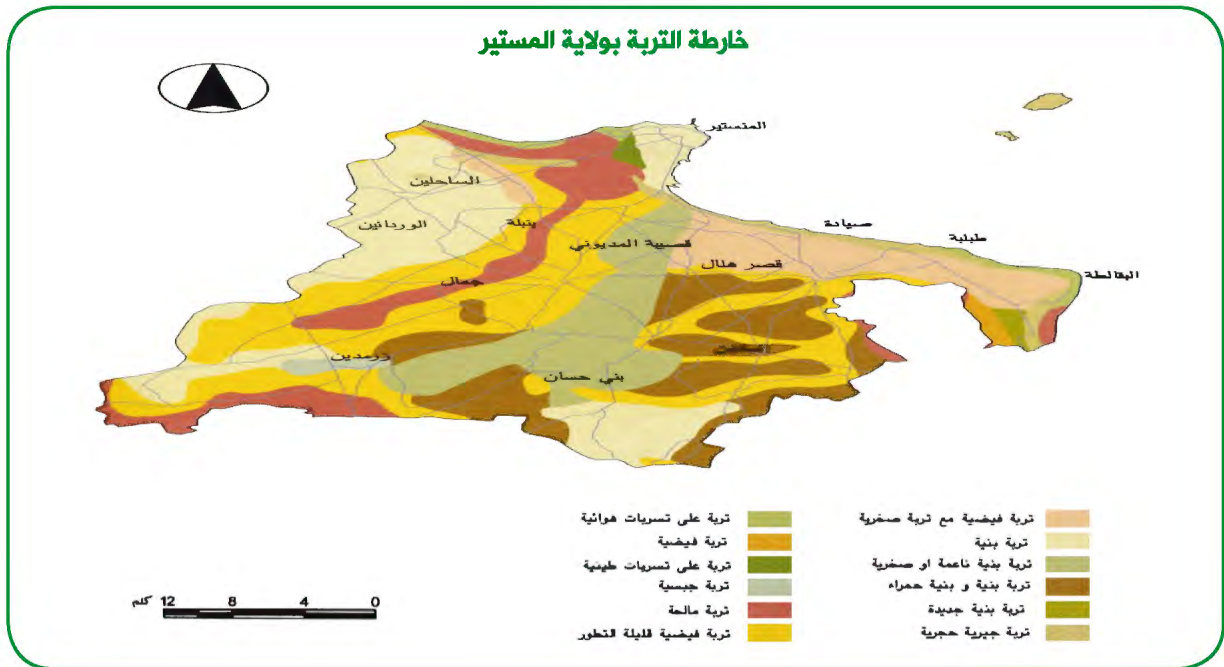 خارطة التربة بولاية المستير
المنستير
الساحلين
الوردانين
بنبلة
صيادة
طبلبة
قصيبة المديوني
قصر هلال
البقالطة
جمال
زرمدين
بني حسان
تربة على تسربات هوائية
تربة فيضية
تربة على تسربات طينية
تربة جبسية
تربة مالحة
تربة فيضية قليلة التطور
تربة فيضية مع تربة صخرية
تربة بنية
تربة بنية ناعمة او صخرية
تربة بنية و بنية حمراء
تربة بنية جديدة
تربة جيرية حجرية
كلم 12 8 4 0